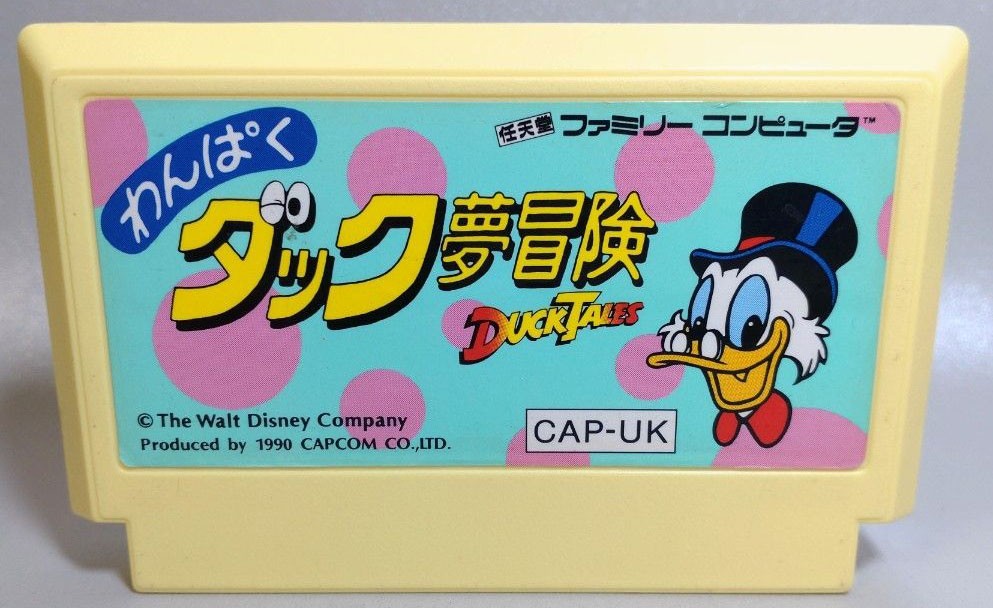 任天堂 ファミリー コンピュータ™
わんぱく
ダック夢冒険
DUCKTALES
© The Walt Disney Company
Produced by 1990 CAPCOM CO.,LTD.
CAP-UK